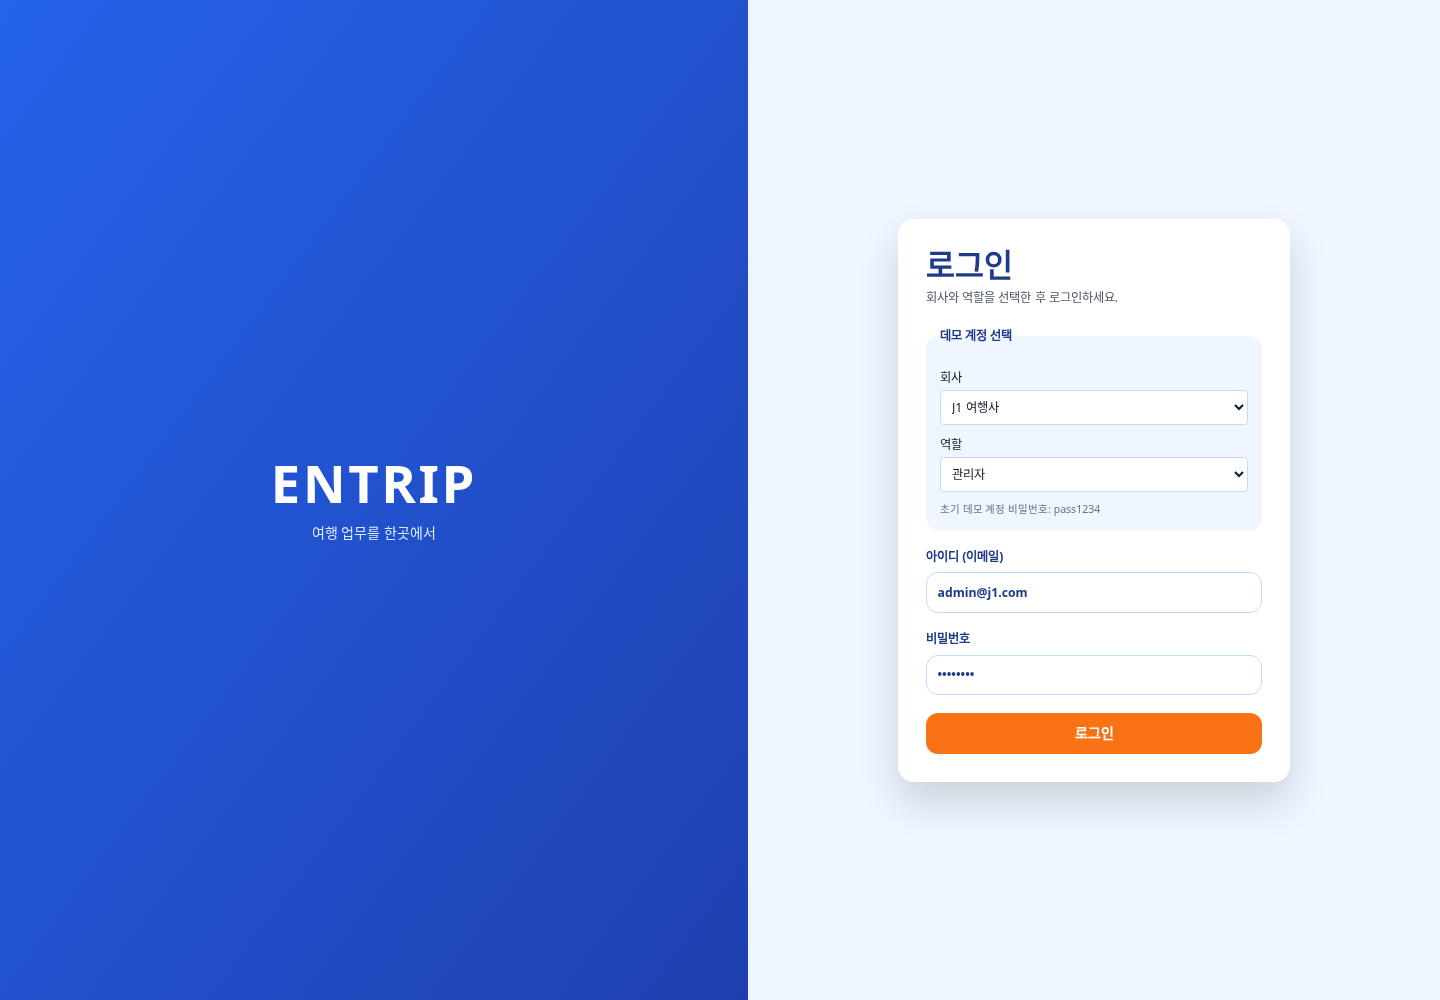 ENTRIP
여행 업무를 한곳에서
로그인
회사와 역할을 선택한 후 로그인하세요.
데모 계정 선택
회사
J1 여행사
역할
관리자
초기 데모 계정 비밀번호: pass1234
아이디 (이메일)
admin@j1.com
비밀번호
••••••••
로그인